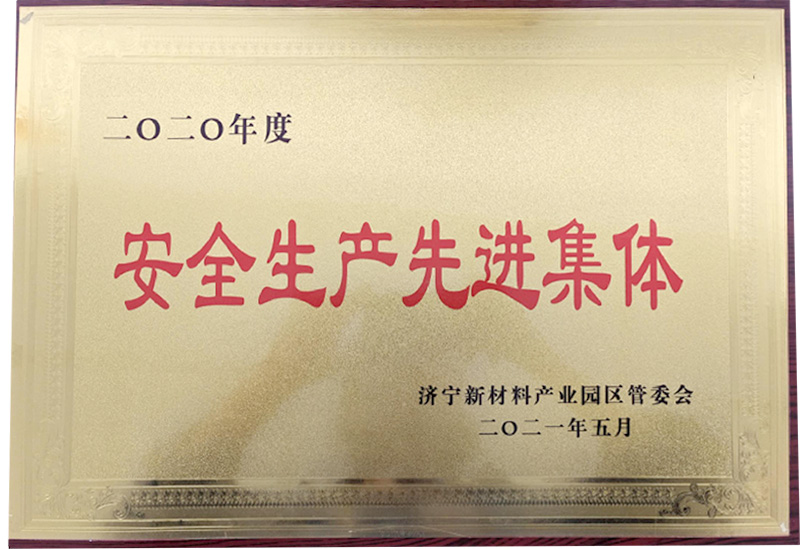 二〇二〇年度
安全生产先进集体
济宁新材料产业园区管委会
二〇二一年五月